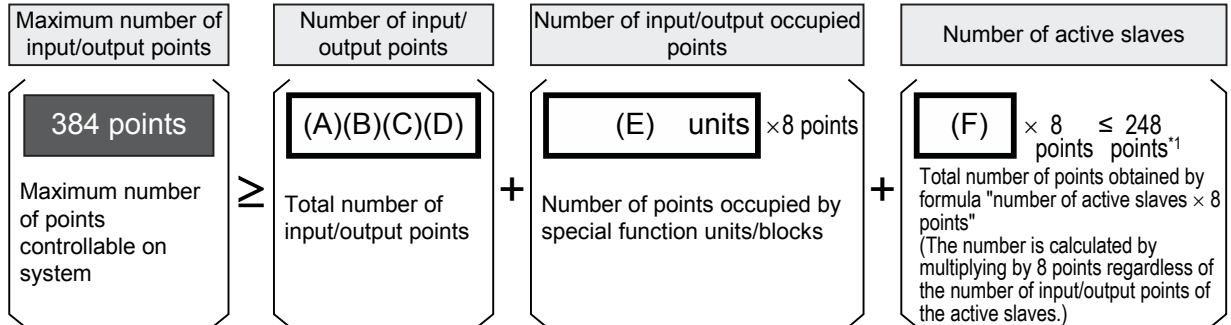 Maximum number of
input/output points
384 points
Maximum number
of points
controllable on
system
≥
Number of input/
output points
(A)(B)(C)(D)
Total number of
input/output points
+
Number of input/output occupied
points
(E) units ×8 points
Number of points occupied by
special function units/blocks
+
Number of active slaves
(F) × 8 ≤ 248
points points*1
Total number of points obtained by
formula "number of active slaves × 8
points"
(The number is calculated by
multiplying by 8 points regardless of
the number of input/output points of
the active slaves.)